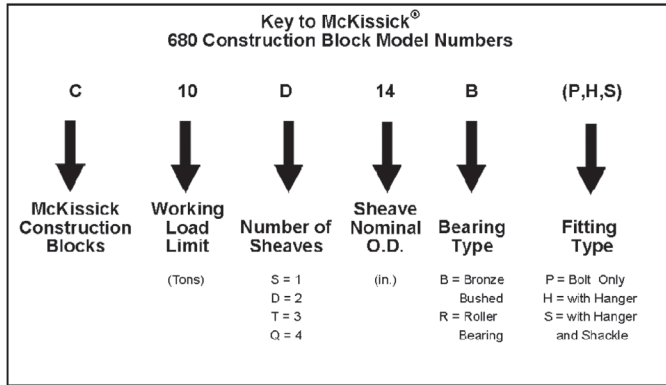 Key to McKissick®
680 Construction Block Model Numbers
C 10 D 14 B (P,H,S)
McKissick
Construction
Blocks
Working
Load
Limit
(Tons)
Number of
Sheaves
S = 1
D = 2
T = 3
Q = 4
Sheave
Nominal
O.D.
(in.)
Bearing
Type
B = Bronze
Bushed
R = Roller
Bearing
Fitting
Type
P = Bolt Only
H = with Hanger
S = with Hanger
and Shackle